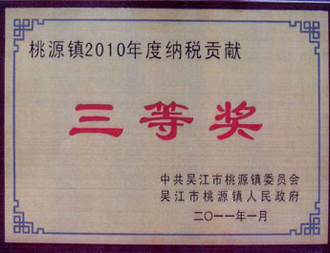 桃源镇2010年度纳税贡献
三等奖
中共吴江市桃源镇委员会
吴江市桃源镇人民政府
二〇一一年一月